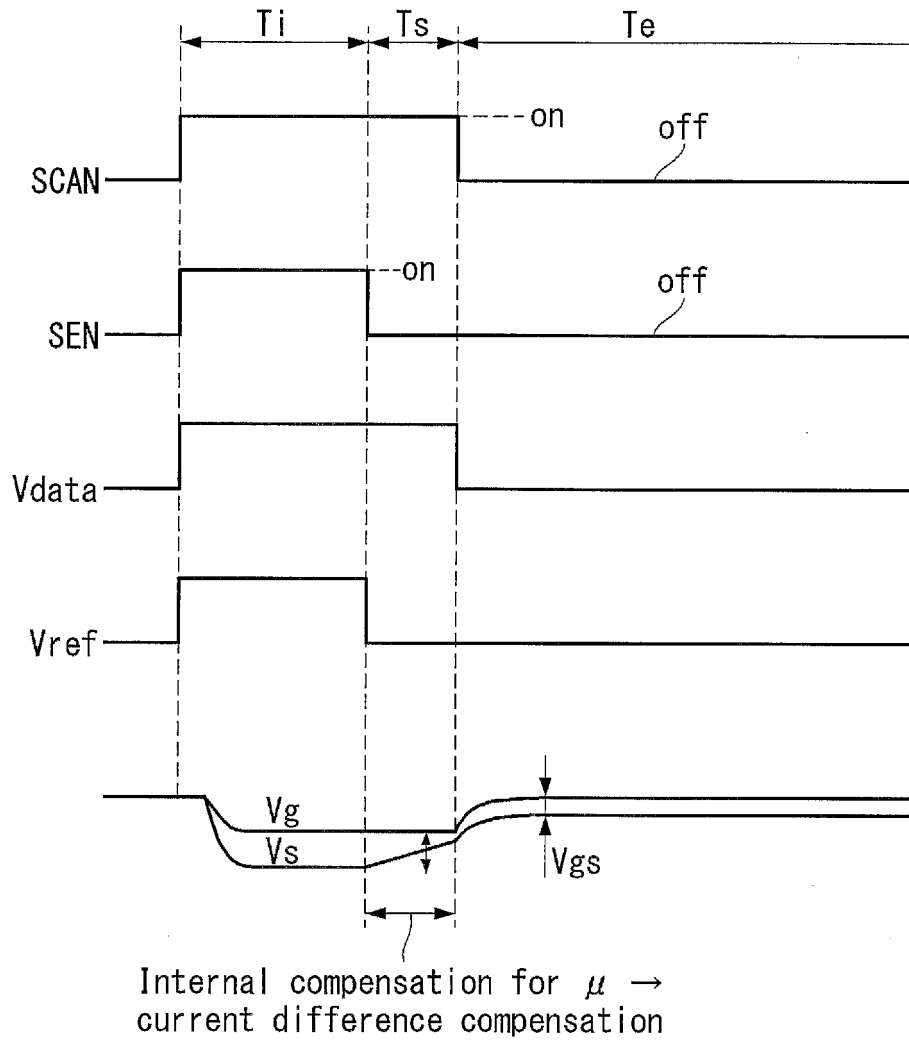 Ti Ts Te
on
off
SCAN
on
off
SEN
Vdata
Vref
Vg
Vs
Vgs
Internal compensation for μ →
current difference compensation